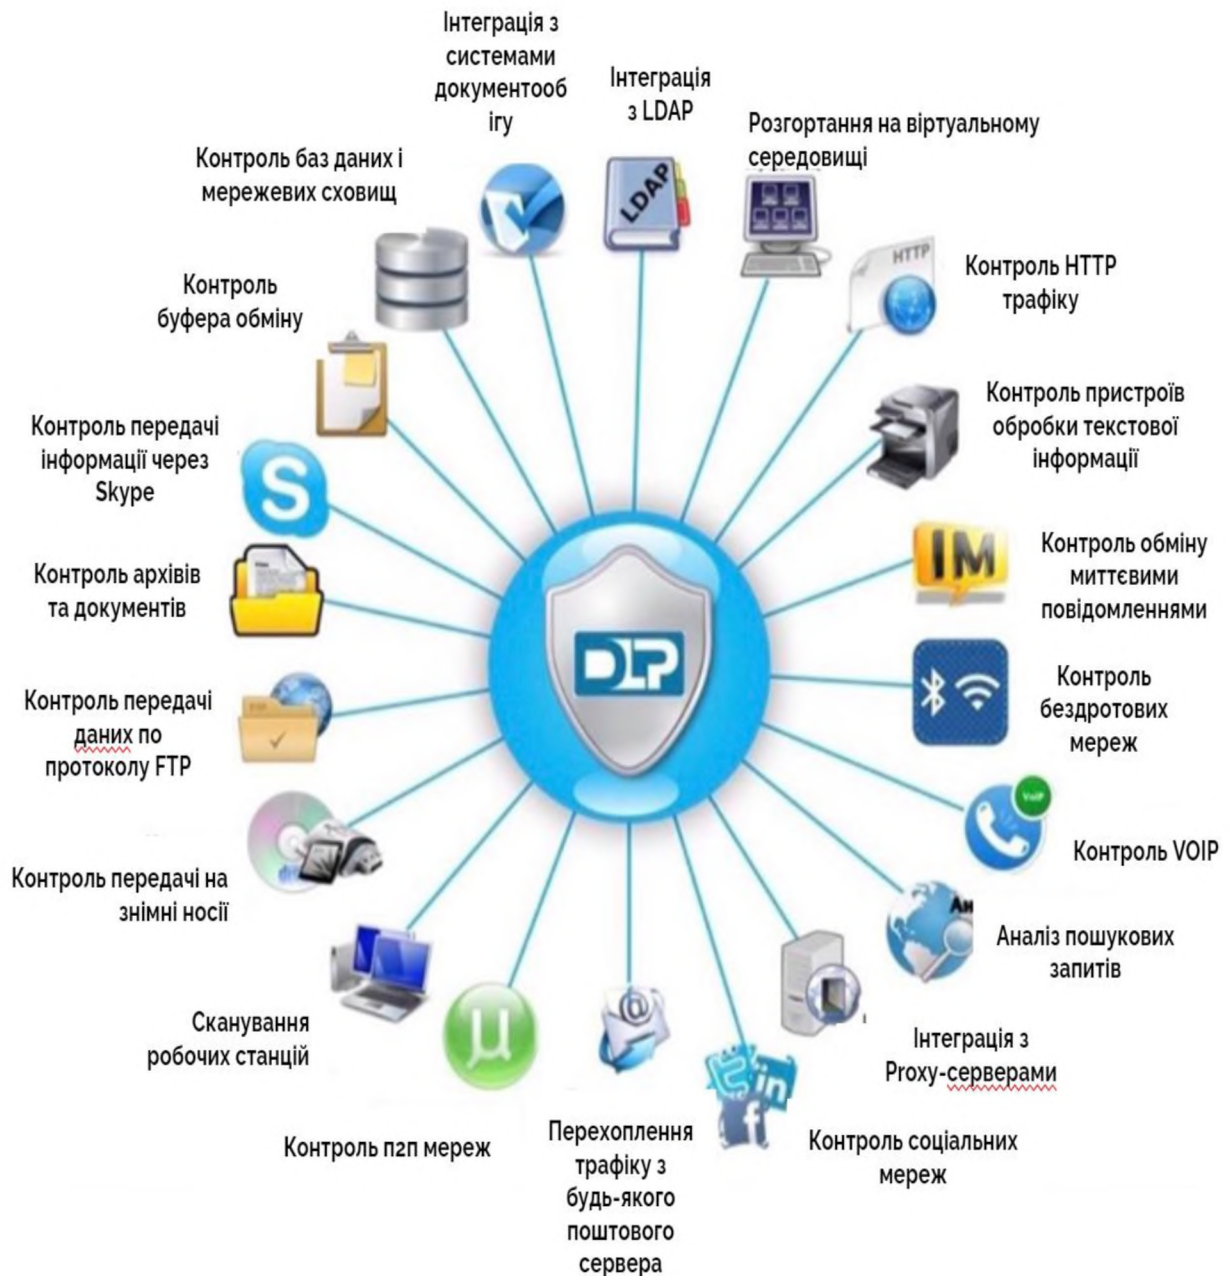 Інтеграція з
системами
документооб
ігу
Інтеграція
з LDAP
Розгортання на віртуальному
середовищі
Контроль баз даних і
мережевих сховищ
LDAP
HTTP
Контроль HTTP
трафіку
Контроль
буфера обміну
Контроль пристроїв
обробки текстової
інформації
Контроль передачі
інформації через
Skype
S
IM
Контроль обміну
миттєвими
повідомленнями
Контроль архівів
та документів
DLP
Контроль
бездротових
мереж
Контроль передачі
даних по
протоколу FTP
VoIP
Контроль VOIP
Контроль передачі на
знімні носії
Ан
Аналіз пошукових
запитів
Сканування
робочих станцій
µ
@
Інтеграція з
Proxy-серверами
in
f
Контроль п2п мереж
Перехоплення
трафіку з
будь-якого
поштового
сервера
Контроль соціальних
мереж